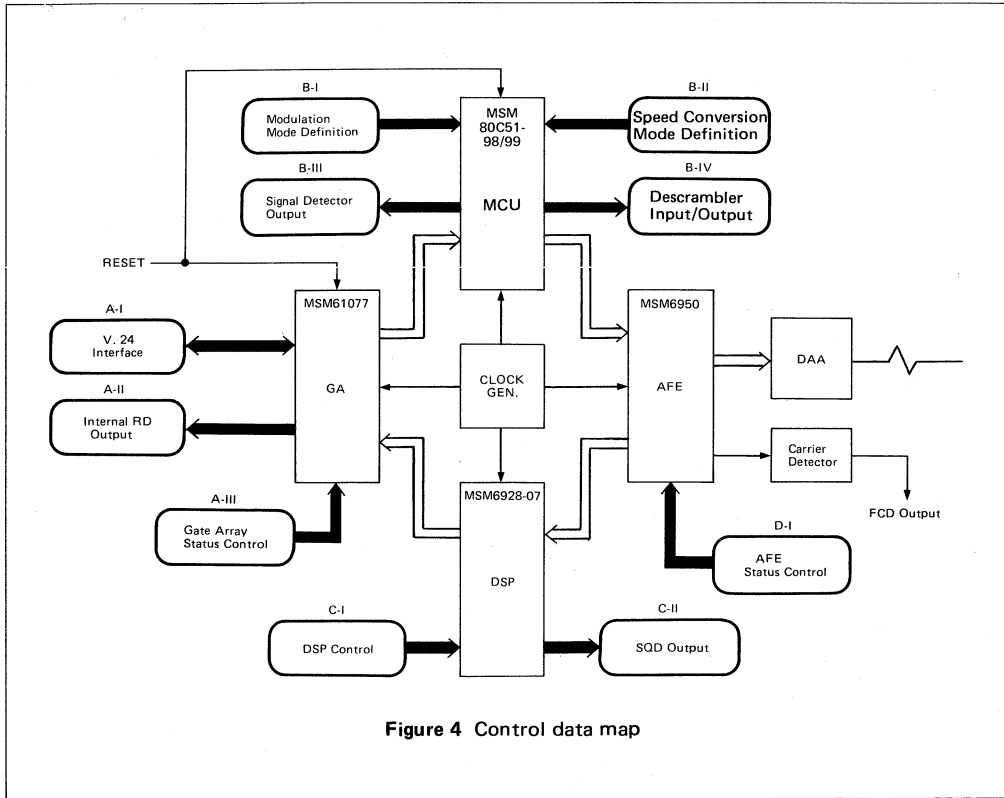 B-I
Modulation
Mode Definition
MSM
80C51-
98/99
MCU
B-II
Speed Conversion
Mode Definition
B-III
Signal Detector
Output
B-IV
Descrambler
Input/Output
RESET
MSM61077
GA
A-I
V. 24
Interface
A-II
Internal RD
Output
A-III
Gate Array
Status Control
CLOCK
GEN.
MSM6950
AFE
DAA
Carrier
Detector
FCD Output
D-I
AFE
Status Control
MSM6928-07
DSP
C-I
DSP Control
C-II
SQD Output
Figure 4 Control data map